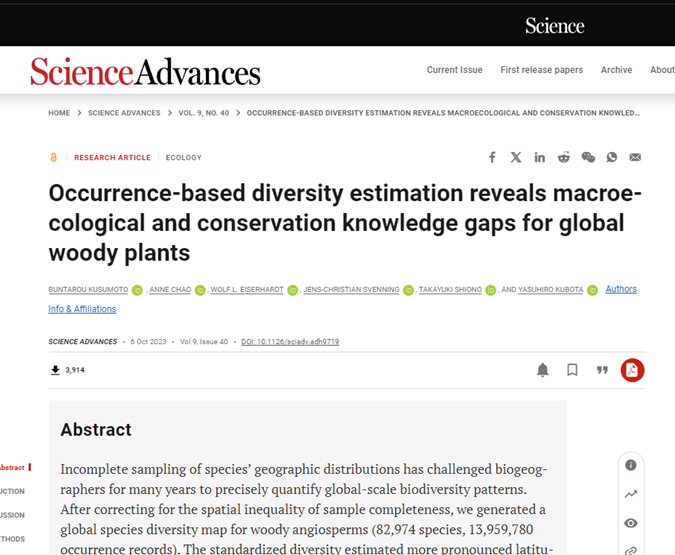 Science
ScienceAdvances
Current Issue First release papers Archive About
HOME > SCIENCE ADVANCES > VOL. 9, NO. 40 > OCCURRENCE-BASED DIVERSITY ESTIMATION REVEALS MACROECOLOGICAL AND CONSERVATION KNOWLED...
RESEARCH ARTICLE | ECOLOGY
Occurrence-based diversity estimation reveals macroe-
cological and conservation knowledge gaps for global
woody plants
BUNTAROU KUSUMOTO, ANNE CHAO, WOLF L. EISERHARDT, JENS-CHRISTIAN SVENNING, TAKAYUKI SHIONO, AND YASUHIRO KUBOTA Authors
Info & Affiliations
SCIENCE ADVANCES • 6 Oct 2023 • Vol 9, Issue 40 • DOI: 10.1126/sciadv.adh9719
3,914
Abstract
Incomplete sampling of species’ geographic distributions has challenged biogeog-
bstract
raphers for many years to precisely quantify global-scale biodiversity patterns.
UCTION
After correcting for the spatial inequality of sample completeness, we generated a
USSION
global species diversity map for woody angiosperms (82,974 species, 13,959,780
THODS
occurrence records). The standardized diversity estimated more pronounced latitu-